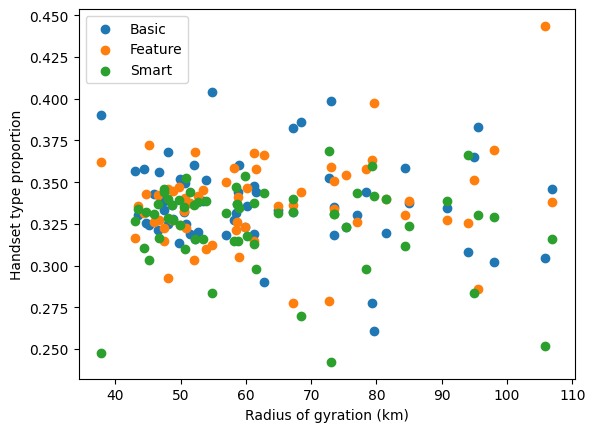 0.450
0.425
0.400
0.375
0.350
0.325
0.300
0.275
0.250
Handset type proportion
Basic
Feature
Smart
40 50 60 70 80 90 100 110
Radius of gyration (km)